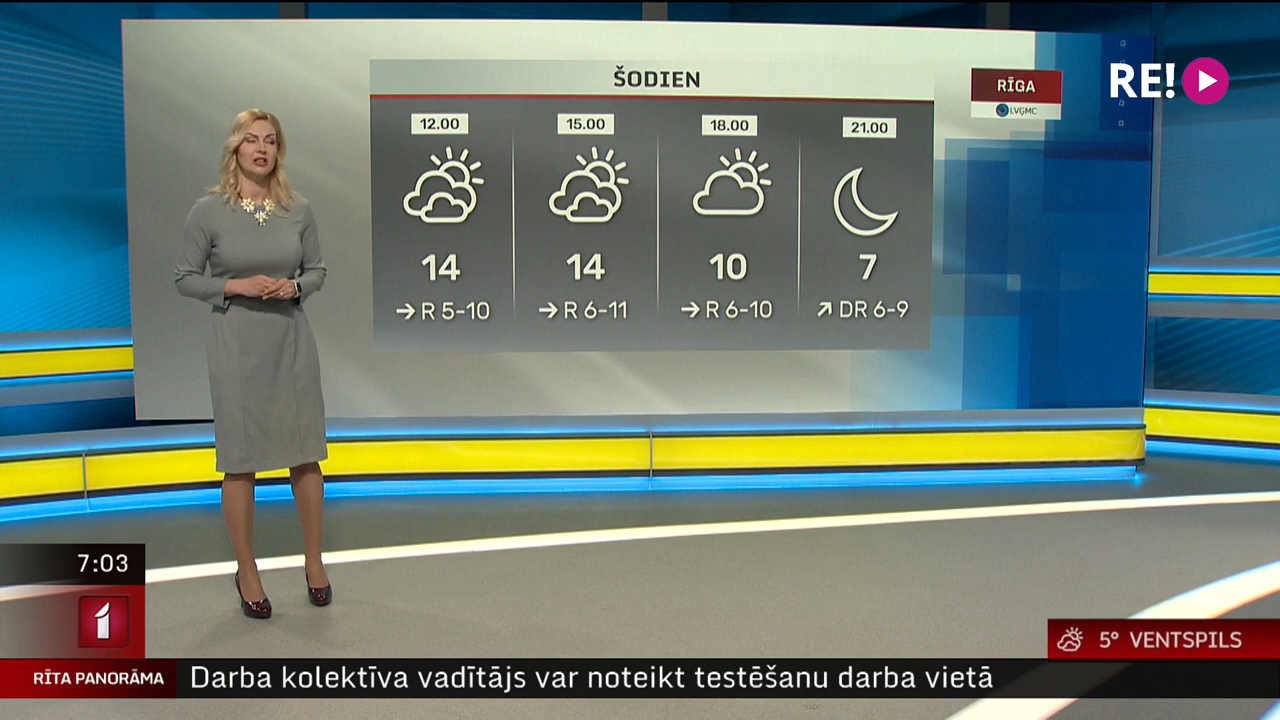 ŠODIEN
RĪGA
LVĢMC
RE!
12.00 15.00 18.00 21.00
14 14 10 7
→ R 5-10 → R 6-11 → R 6-10 ↗ DR 6-9
7:03
1
5° VENTSPILS
RĪTA PANORĀMA
Darba kolektīva vadītājs var noteikt testēšanu darba vietā